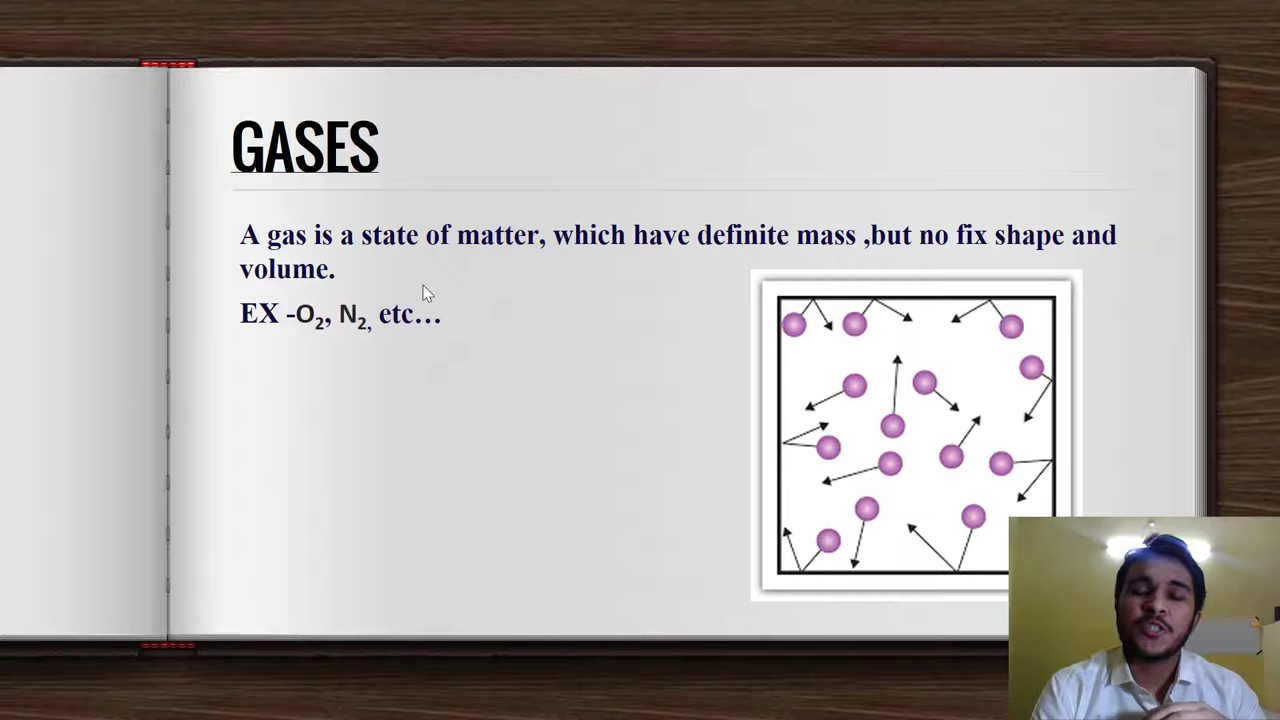 GASES
A gas is a state of matter, which have definite mass ,but no fix shape and
volume.
EX -O₂, N₂, etc...